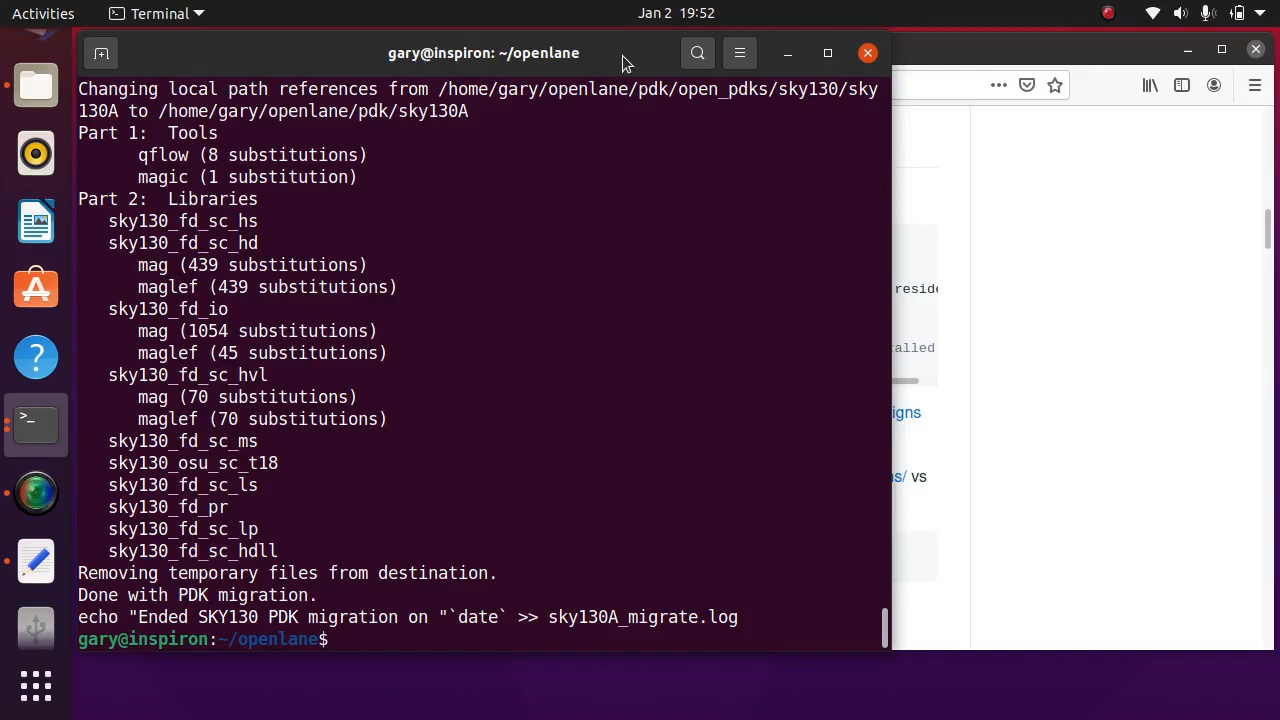 Activities
Terminal
Jan 2 19:52
gary@inspiron: ~/openlane
Changing local path references from /home/gary/openlane/pdk/open_pdks/sky130/sky
130A to /home/gary/openlane/pdk/sky130A
Part 1:  Tools
qflow (8 substitutions)
magic (1 substitution)
Part 2:  Libraries
sky130_fd_sc_hs
sky130_fd_sc_hd
mag (439 substitutions)
maglef (439 substitutions)
sky130_fd_io
mag (1054 substitutions)
maglef (45 substitutions)
sky130_fd_sc_hvl
mag (70 substitutions)
maglef (70 substitutions)
sky130_fd_sc_ms
sky130_osu_sc_t18
sky130_fd_sc_ls
sky130_fd_pr
sky130_fd_sc_lp
sky130_fd_sc_hdll
Removing temporary files from destination.
Done with PDK migration.
echo "Ended SKY130 PDK migration on "`date` >> sky130A_migrate.log
gary@inspiron:~/openlane$
reside
alled
igns
s/ vs